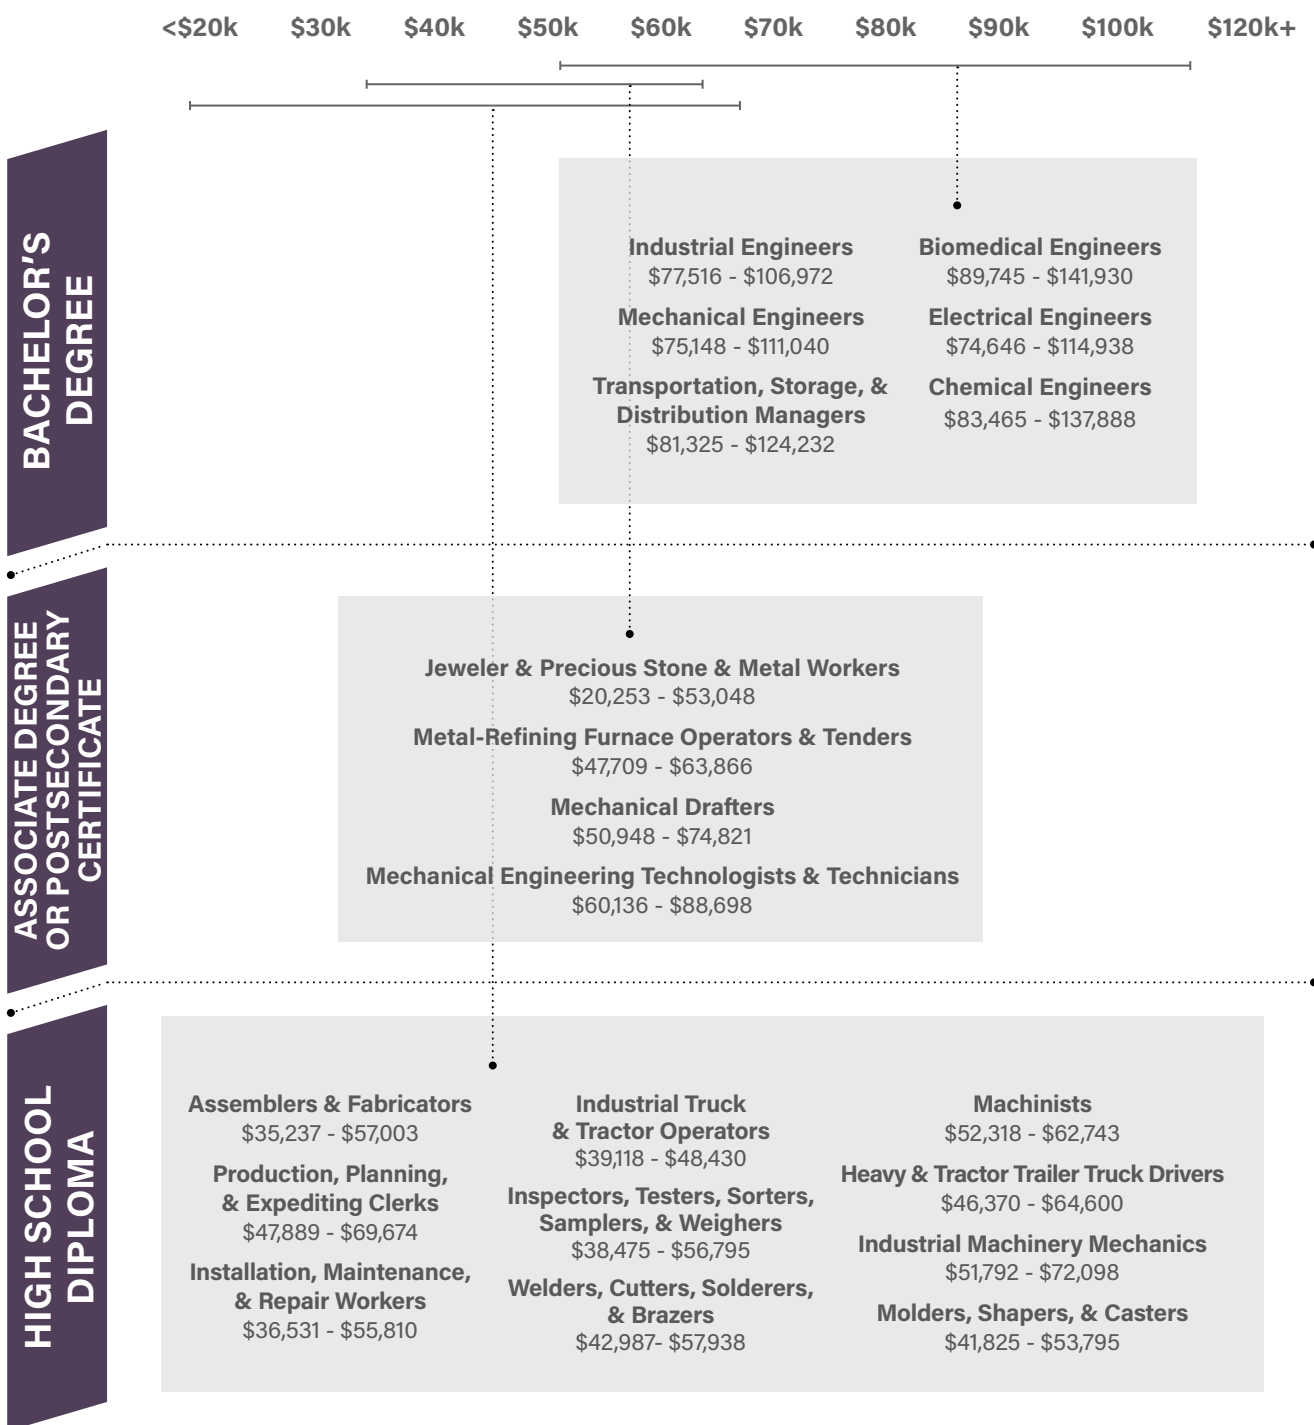 <$20k $30k $40k $50k $60k $70k $80k $90k $100k $120k+
BACHELOR'S
DEGREE
Industrial Engineers
$77,516 - $106,972
Mechanical Engineers
$75,148 - $111,040
Transportation, Storage, &
Distribution Managers
$81,325 - $124,232
Biomedical Engineers
$89,745 - $141,930
Electrical Engineers
$74,646 - $114,938
Chemical Engineers
$83,465 - $137,888
ASSOCIATE DEGREE
OR POSTSECONDARY
CERTIFICATE
Jeweler & Precious Stone & Metal Workers
$20,253 - $53,048
Metal-Refining Furnace Operators & Tenders
$47,709 - $63,866
Mechanical Drafters
$50,948 - $74,821
Mechanical Engineering Technologists & Technicians
$60,136 - $88,698
HIGH SCHOOL
DIPLOMA
Assemblers & Fabricators
$35,237 - $57,003
Production, Planning,
& Expediting Clerks
$47,889 - $69,674
Installation, Maintenance,
& Repair Workers
$36,531 - $55,810
Industrial Truck
& Tractor Operators
$39,118 - $48,430
Inspectors, Testers, Sorters,
Samplers, & Weighers
$38,475 - $56,795
Welders, Cutters, Solderers,
& Brazers
$42,987- $57,938
Machinists
$52,318 - $62,743
Heavy & Tractor Trailer Truck Drivers
$46,370 - $64,600
Industrial Machinery Mechanics
$51,792 - $72,098
Molders, Shapers, & Casters
$41,825 - $53,795